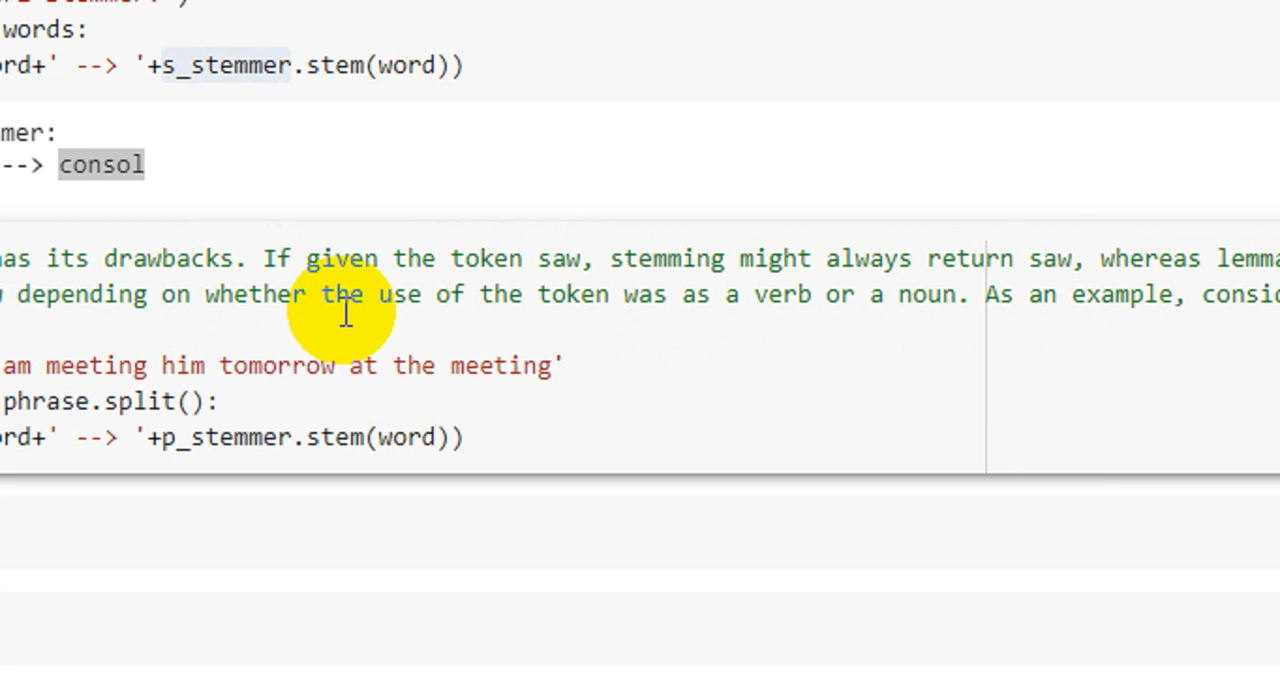 words:
ord+' --> '+s_stemmer.stem(word))
mer:
--> consol
as its drawbacks. If given the token saw, stemming might always return saw, whereas lemma
depending on whether the use of the token was as a verb or a noun. As an example, consid
am meeting him tomorrow at the meeting'
phrase.split():
ord+' --> '+p_stemmer.stem(word))